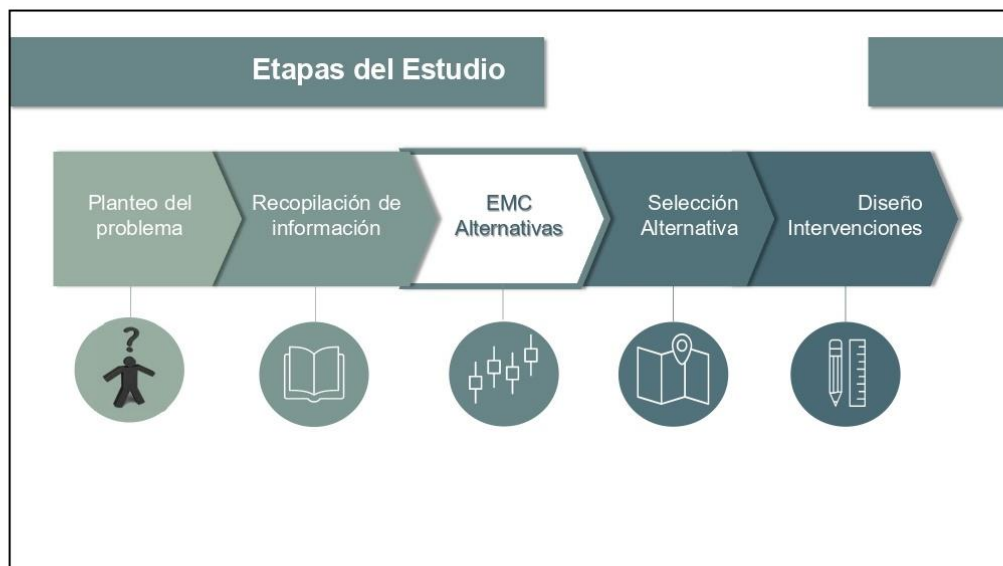 Etapas del Estudio
Planteo del
problema
Recopilación de
información
EMC
Alternativas
Selección
Alternativa
Diseño
Intervenciones
?